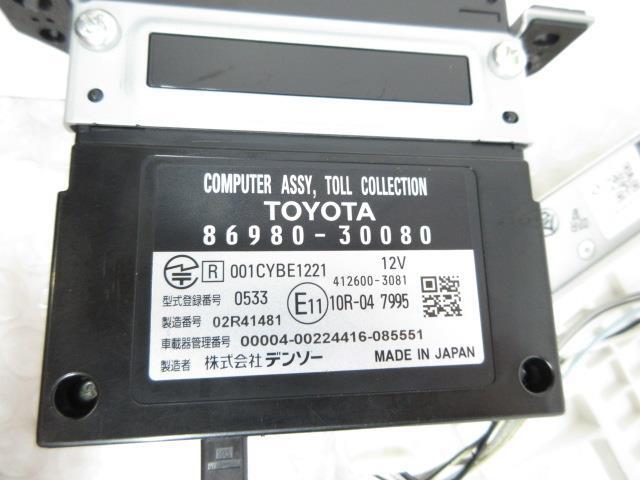 COMPUTER ASSY, TOLL COLLECTION
TOYOTA
86980-30080
R 001CYBE1221 12V
412600-3081
型式登録番号 0533 E11 10R-04 7995
製造番号 02R41481
車載器管理番号 00004-00224416-085551
製造者 株式会社デンソー MADE IN JAPAN